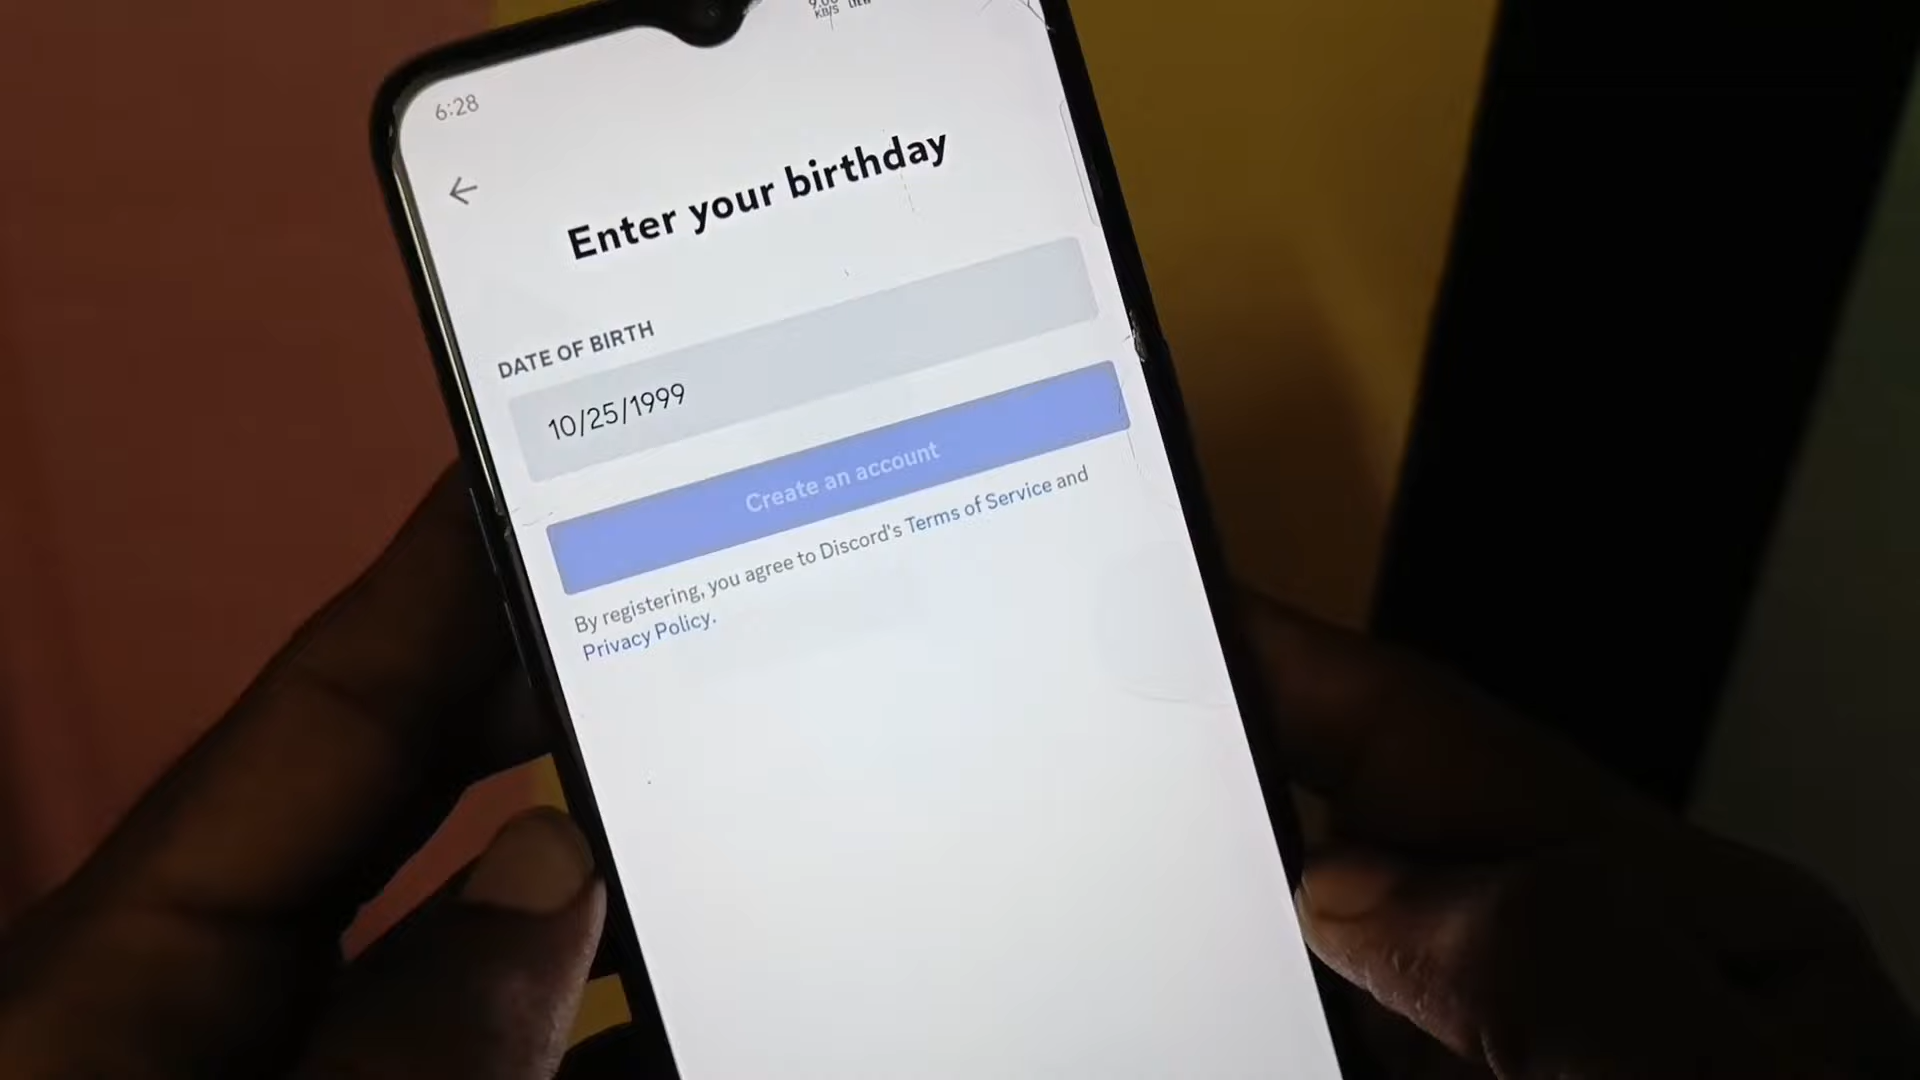 KB/S
6:28
Enter your birthday
DATE OF BIRTH
10/25/1999
Create an account
By registering, you agree to Discord's Terms of Service and
Privacy Policy.